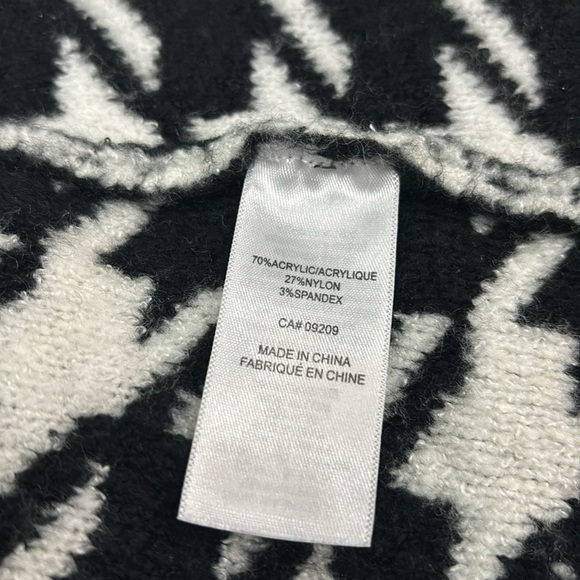 70%ACRYLIC/ACRYLIQUE
27%NYLON
3%SPANDEX
CA# 09209
MADE IN CHINA
FABRIQUÉ EN CHINE